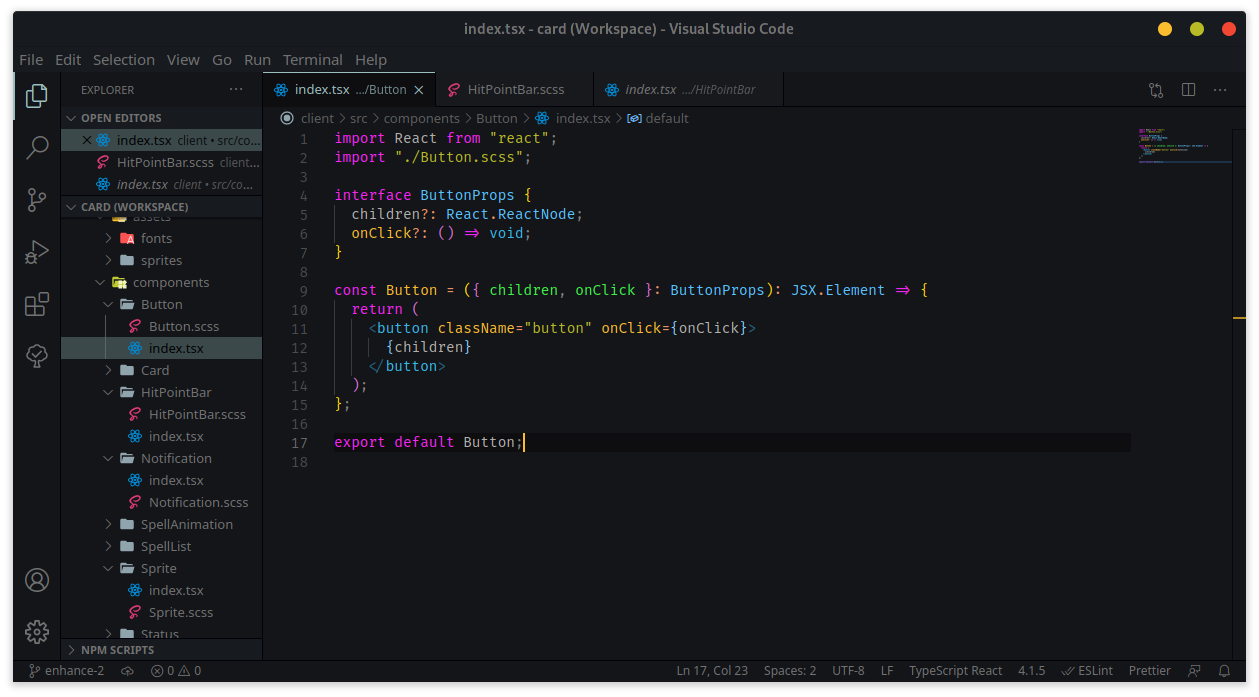 index.tsx - card (Workspace) - Visual Studio Code
File Edit Selection View Go Run Terminal Help
EXPLORER
OPEN EDITORS
index.tsx client • src/co...
HitPointBar.scss client...
index.tsx client • src/co...
CARD (WORKSPACE)
assets
fonts
sprites
components
Button
Button.scss
index.tsx
Card
HitPointBar
HitPointBar.scss
index.tsx
Notification
index.tsx
Notification.scss
SpellAnimation
SpellList
Sprite
index.tsx
Sprite.scss
Status
NPM SCRIPTS
index.tsx .../Button HitPointBar.scss index.tsx .../HitPointBar
client > src > components > Button > index.tsx > default
1 import React from "react";
2 import "./Button.scss";
3
4 interface ButtonProps {
5 children?: React.ReactNode;
6 onClick?: () => void;
7 }
8
9 const Button = ({ children, onClick }: ButtonProps): JSX.Element => {
10 return (
11 <button className="button" onClick={onClick}>
12 {children}
13 </button>
14 );
15 };
16
17 export default Button;
18
enhance-2 0 0 Ln 17, Col 23 Spaces: 2 UTF-8 LF TypeScript React 4.1.5 ESLint Prettier